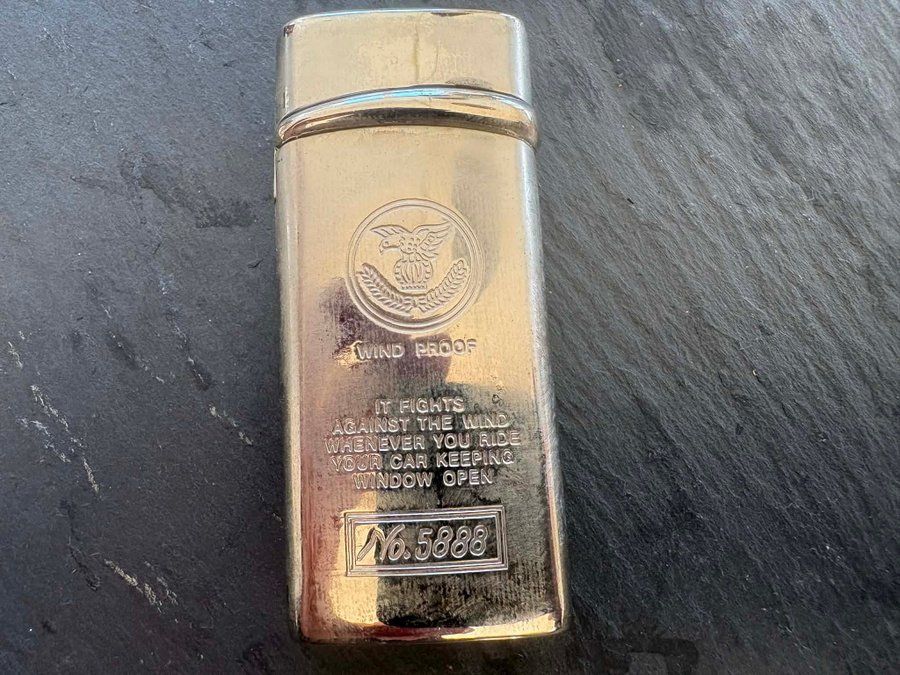 WIND PROOF
IT FIGHTS
AGAINST THE WIND
WHENEVER YOU RIDE
YOUR CAR KEEPING
WINDOW OPEN
No. 5888